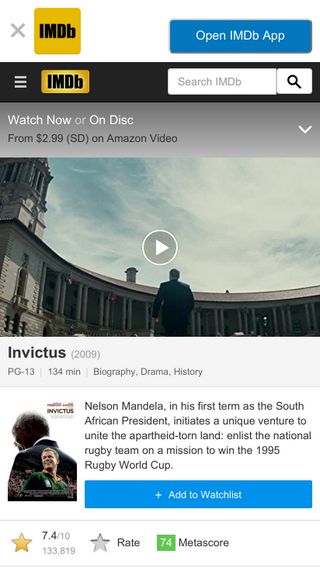 IMDb
Open IMDb App
IMDb
Search IMDb
Watch Now or On Disc
From $2.99 (SD) on Amazon Video
Invictus (2009)
PG-13 | 134 min | Biography, Drama, History
INVICTUS
Nelson Mandela, in his first term as the South
African President, initiates a unique venture to
unite the apartheid-torn land: enlist the national
rugby team on a mission to win the 1995
Rugby World Cup.
+ Add to Watchlist
7.4/10
133,819
Rate
74 Metascore